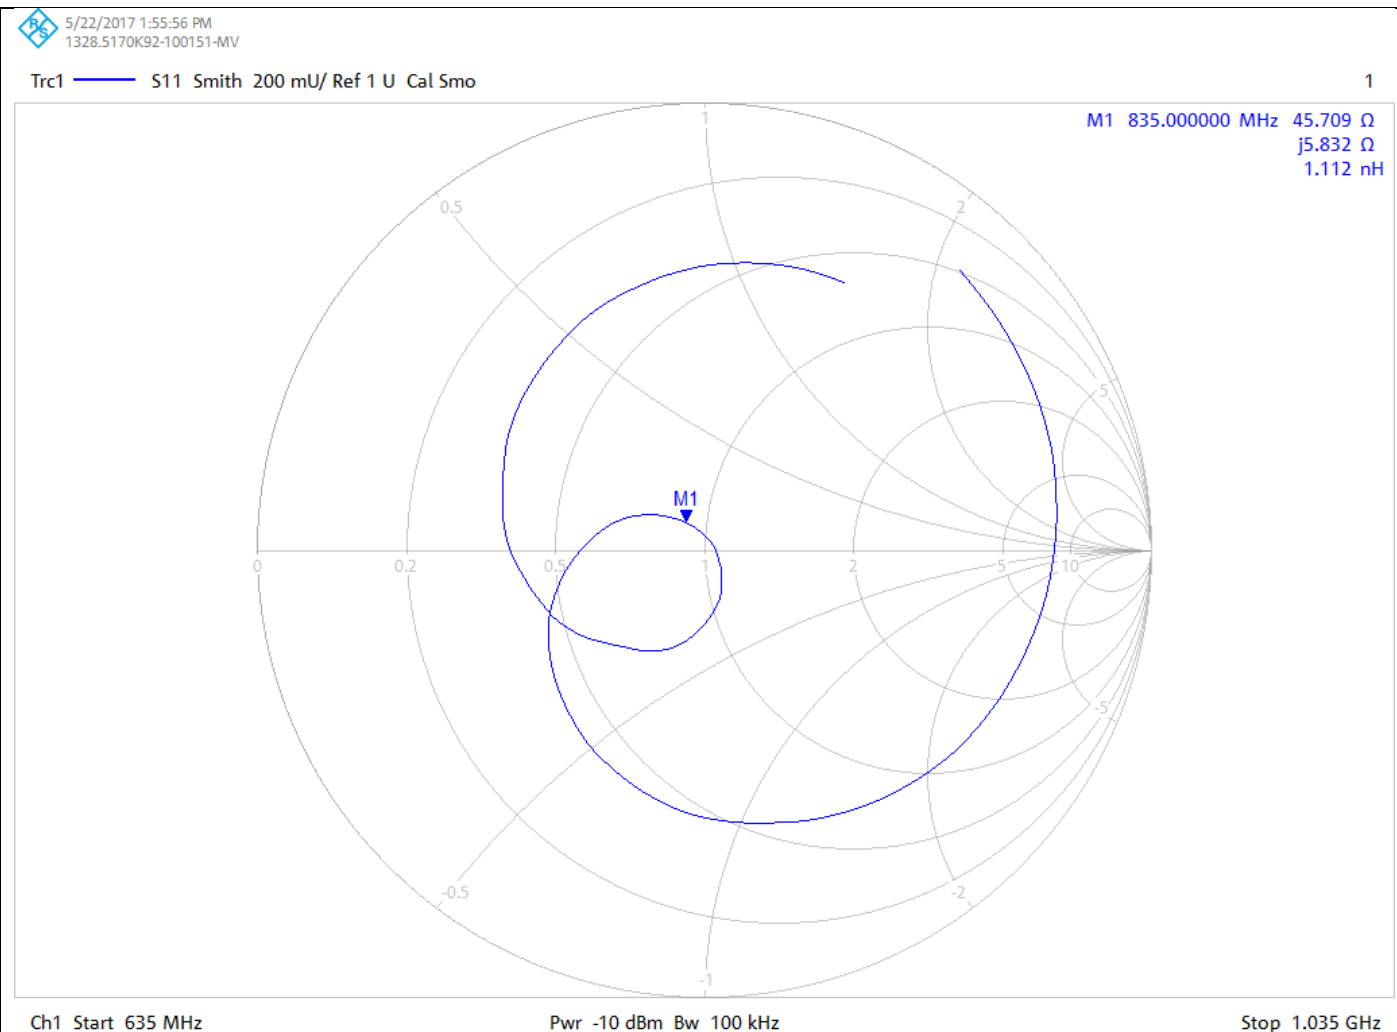 R&S
5/22/2017 1:55:56 PM
1328.5170K92-100151-MV
Trc1 S11 Smith 200 mU/ Ref 1 U Cal Smo 1
M1 835.000000 MHz 45.709 Ω
j5.832 Ω
1.112 nH
1
0.5 2
5
M1
0 0.2 0.5 1 2 5 10
-5
-0.5 -2
-1
Ch1 Start 635 MHz Pwr -10 dBm Bw 100 kHz Stop 1.035 GHz